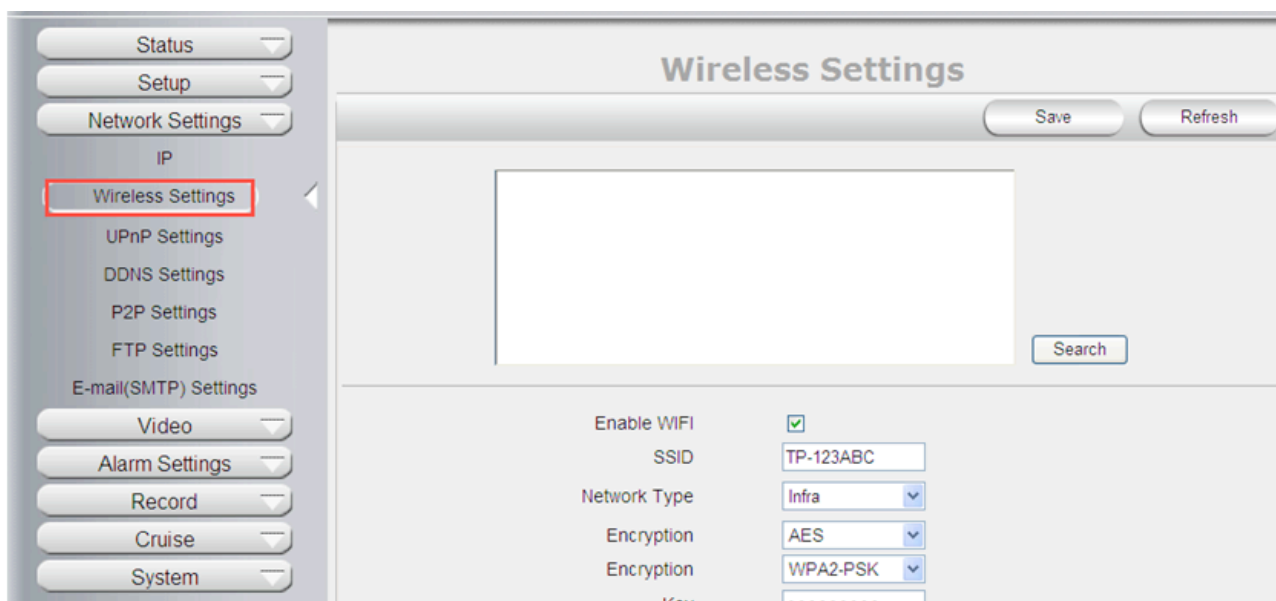 Status
Setup
Network Settings
IP
Wireless Settings
UPnP Settings
DDNS Settings
P2P Settings
FTP Settings
E-mail(SMTP) Settings
Video
Alarm Settings
Record
Cruise
System
Wireless Settings
Save Refresh
Search
Enable WIFI
SSID TP-123ABC
Network Type Infra
Encryption AES
Encryption WPA2-PSK